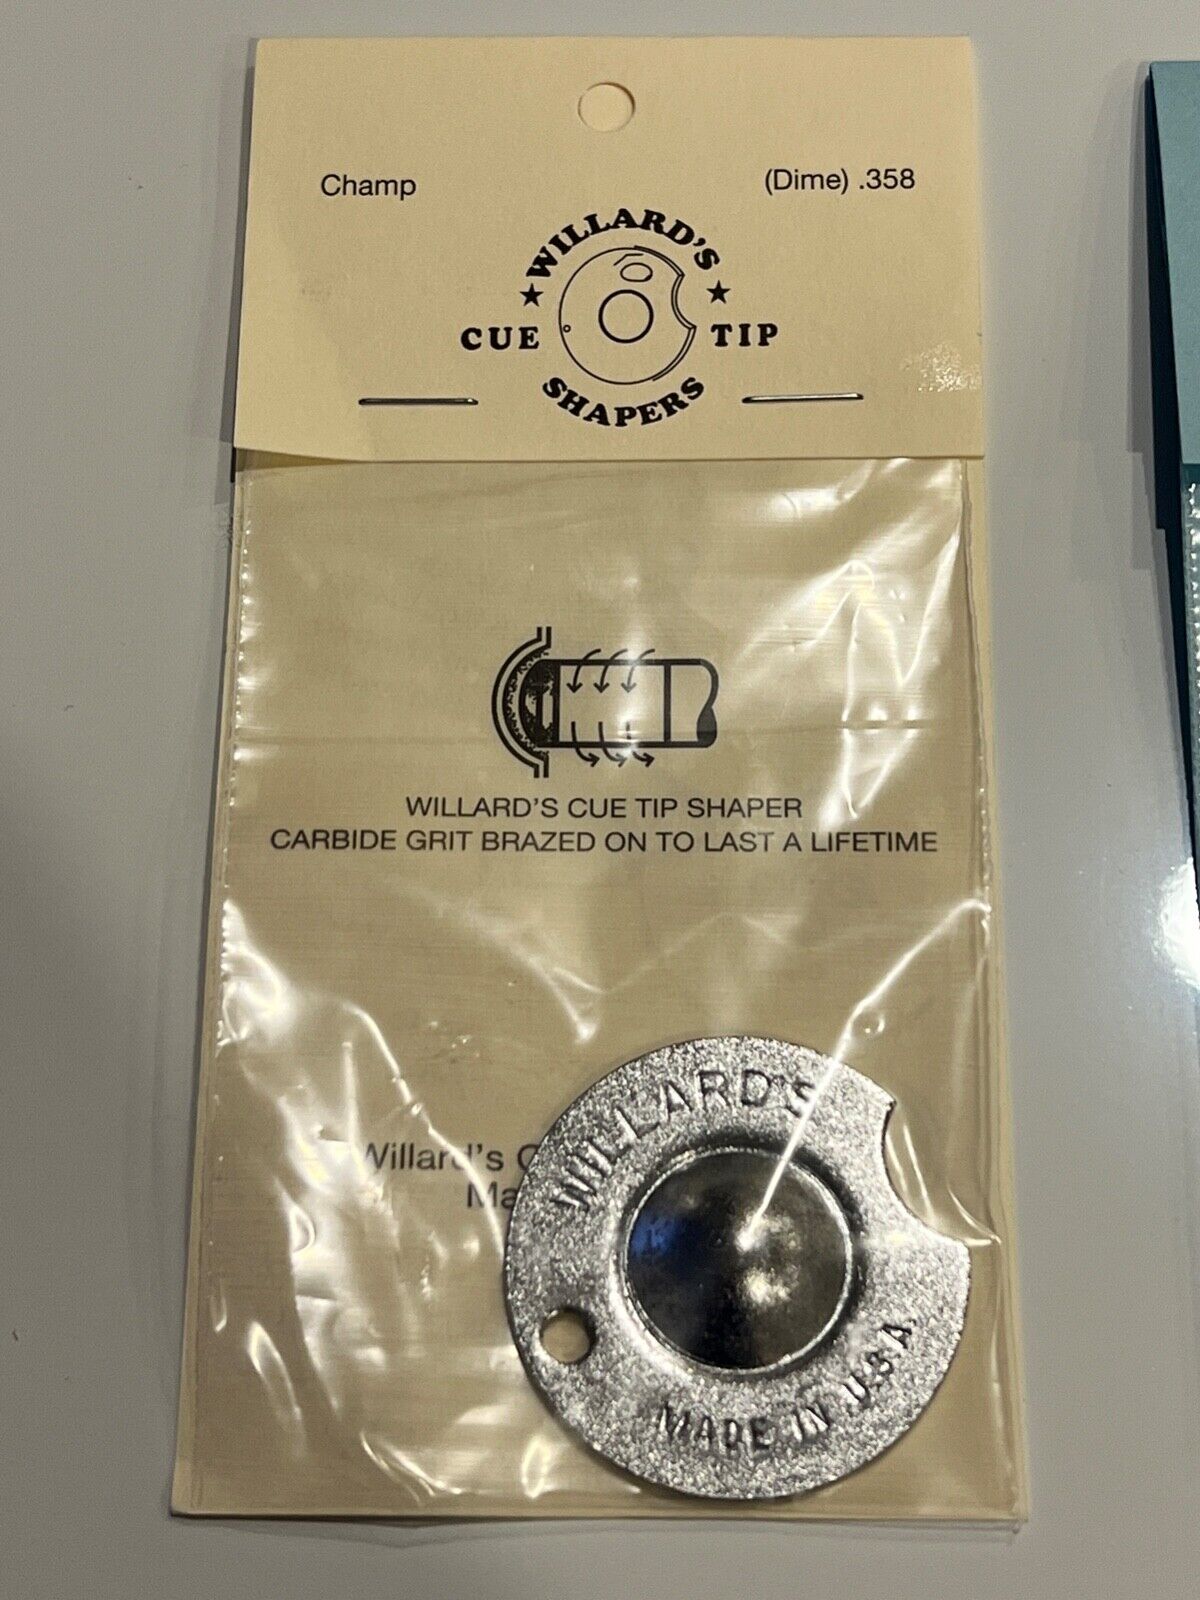 Champ (Dime) .358
WILLARD'S
CUE TIP
SHAPERS
WILLARD'S CUE TIP SHAPER
CARBIDE GRIT BRAZED ON TO LAST A LIFETIME
Willard's
WILLARD'S
MADE IN U.S.A.